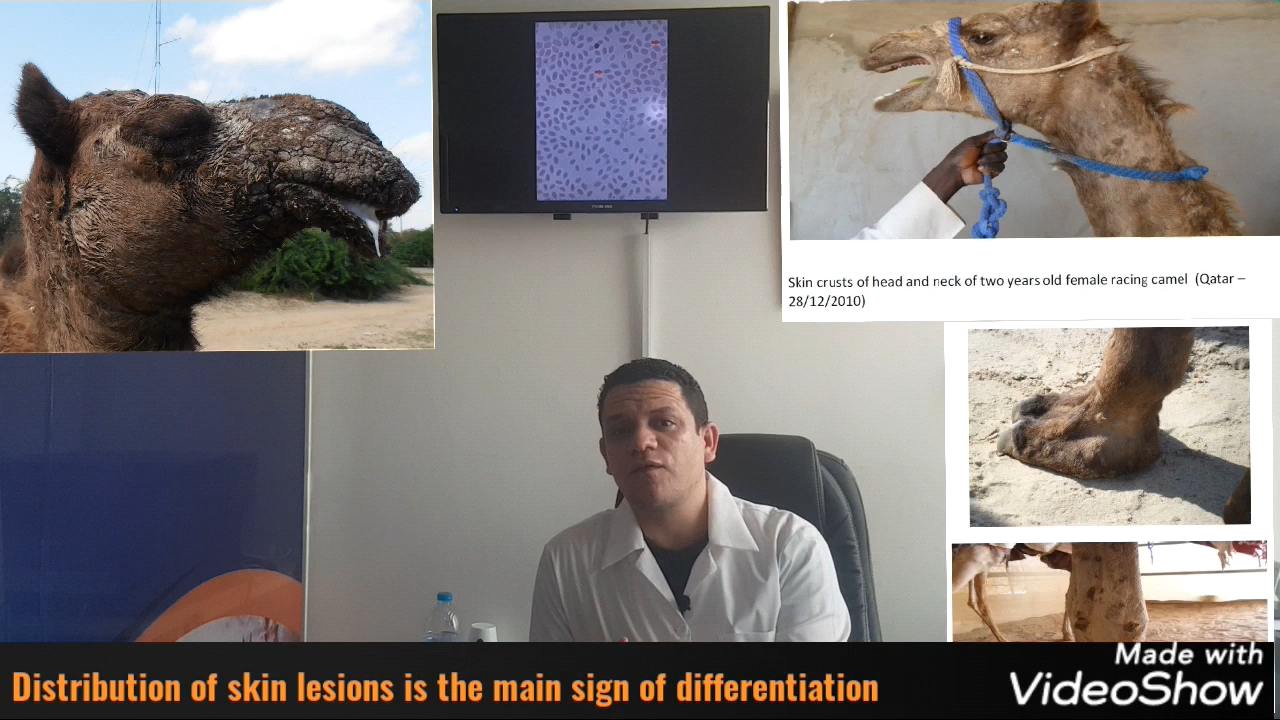 Skin crusts of head and neck of two years old female racing camel (Qatar –
28/12/2010)
Distribution of skin lesions is the main sign of differentiation
Made with
VideoShow